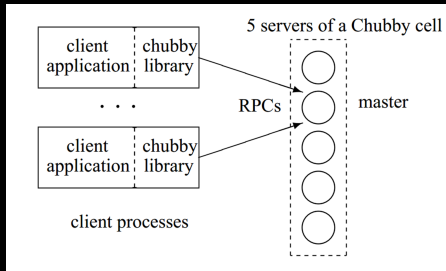 5 servers of a Chubby cell
client application
chubby library
. . .
RPCs
master
client application
chubby library
client processes